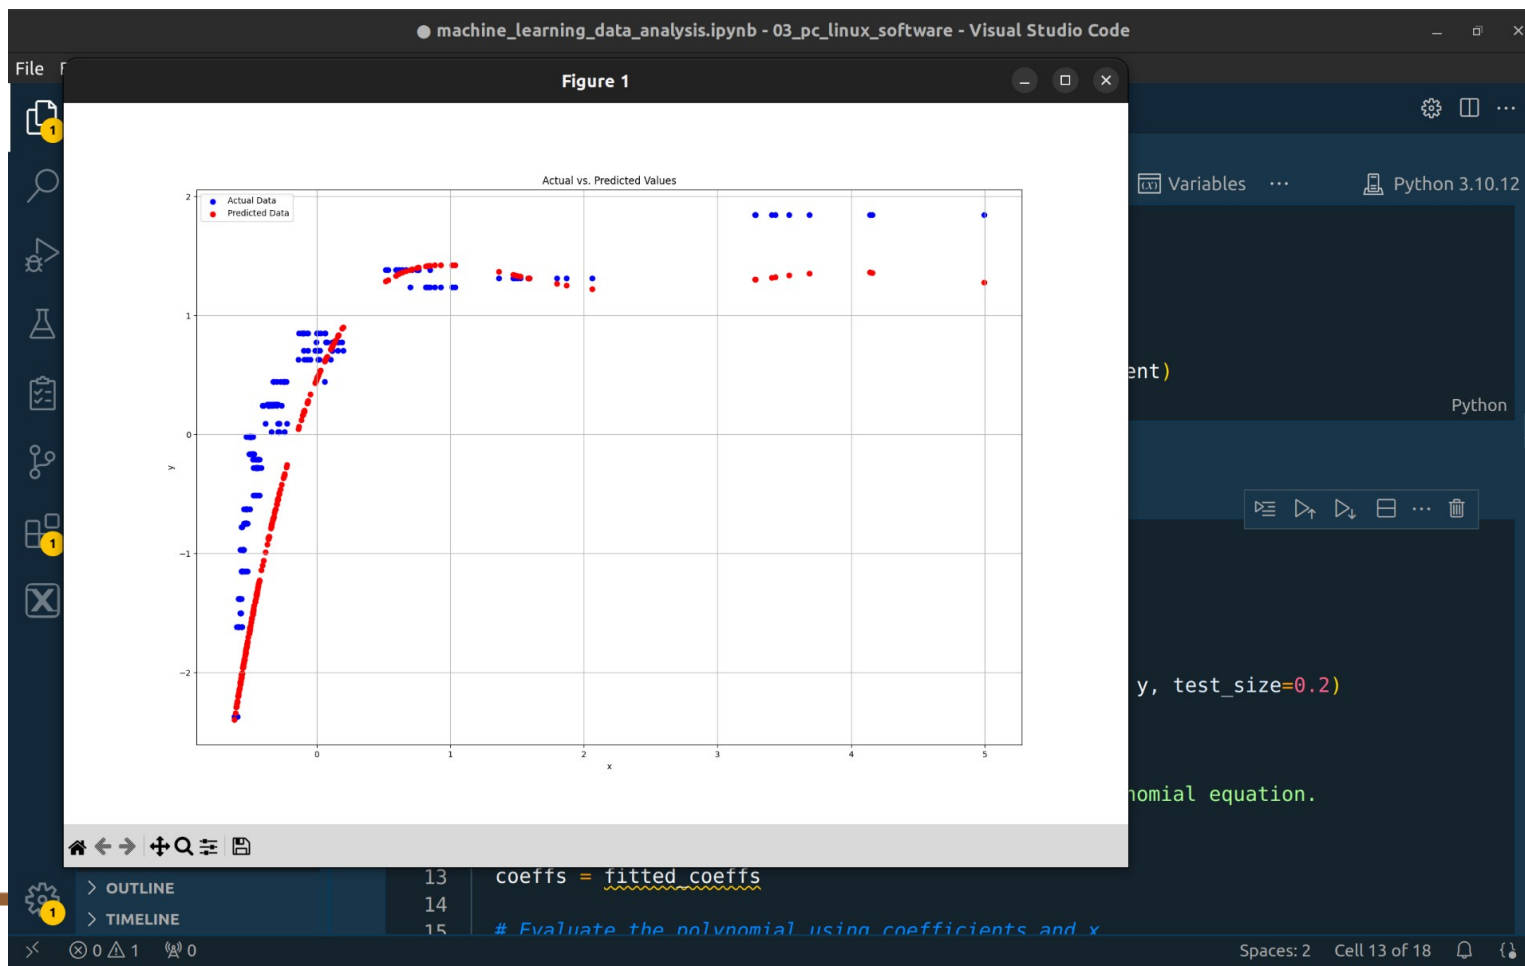 ● machine_learning_data_analysis.ipynb - 03_pc_linux_software - Visual Studio Code
File
Figure 1
1
Variables ···
Python 3.10.12
Actual vs. Predicted Values
Actual Data
Predicted Data
2
1
0
−1
−2
y
0 1 2 3 4 5
x
ent)
Python
1
y, test_size=0.2)
nomial equation.
13 coeffs = fitted_coeffs
14
15 # Evaluate the polynomial using coefficients and x
> OUTLINE
> TIMELINE
1
0 1 0
Spaces: 2 Cell 13 of 18